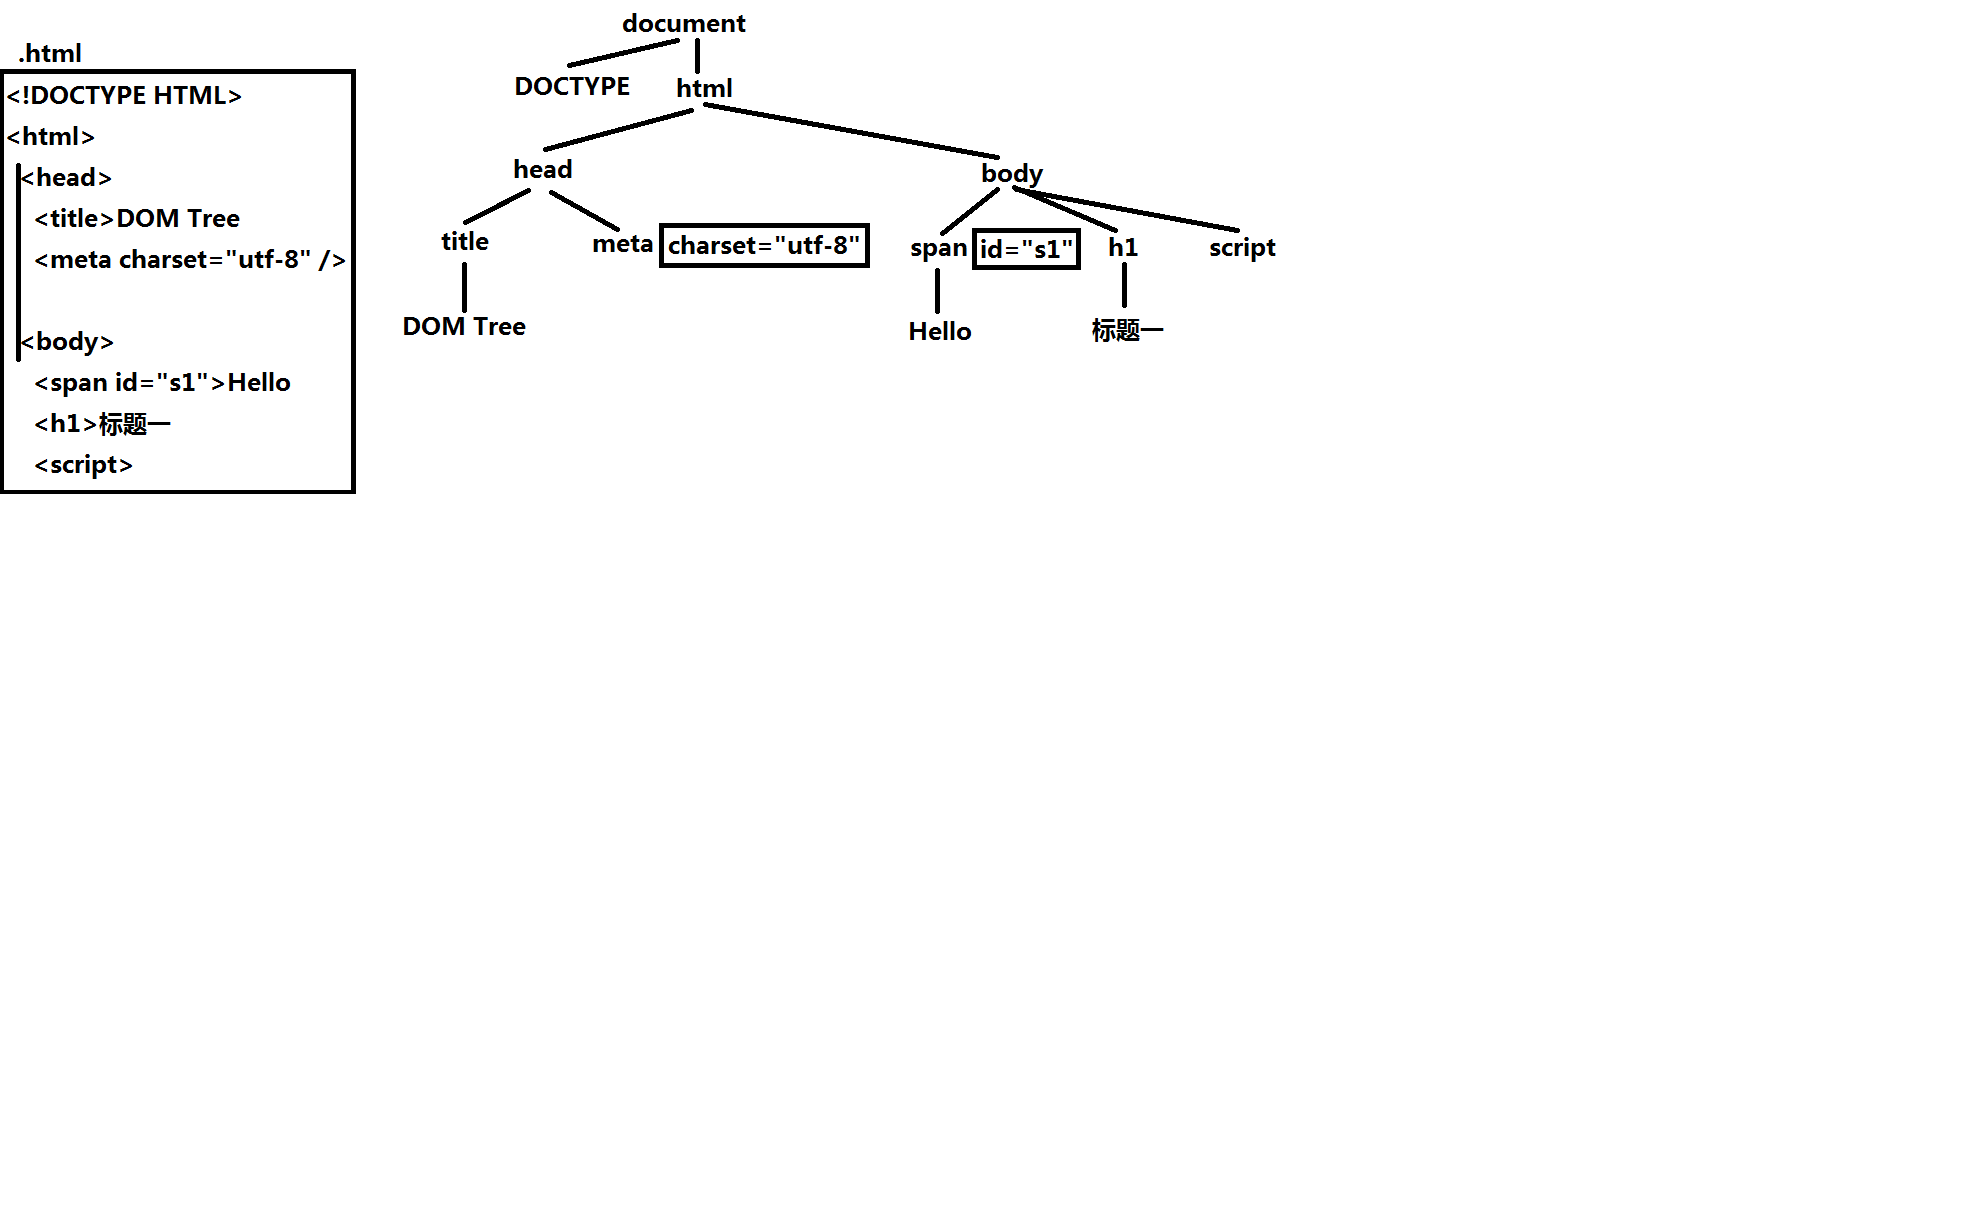 .html
<!DOCTYPE HTML>
<html>
<head>
<title>DOM Tree
<meta charset="utf-8" />
<body>
<span id="s1">Hello
<h1>标题一
<script>
document
DOCTYPE html
head body
title meta charset="utf-8" span id="s1" h1 script
DOM Tree Hello 标题一